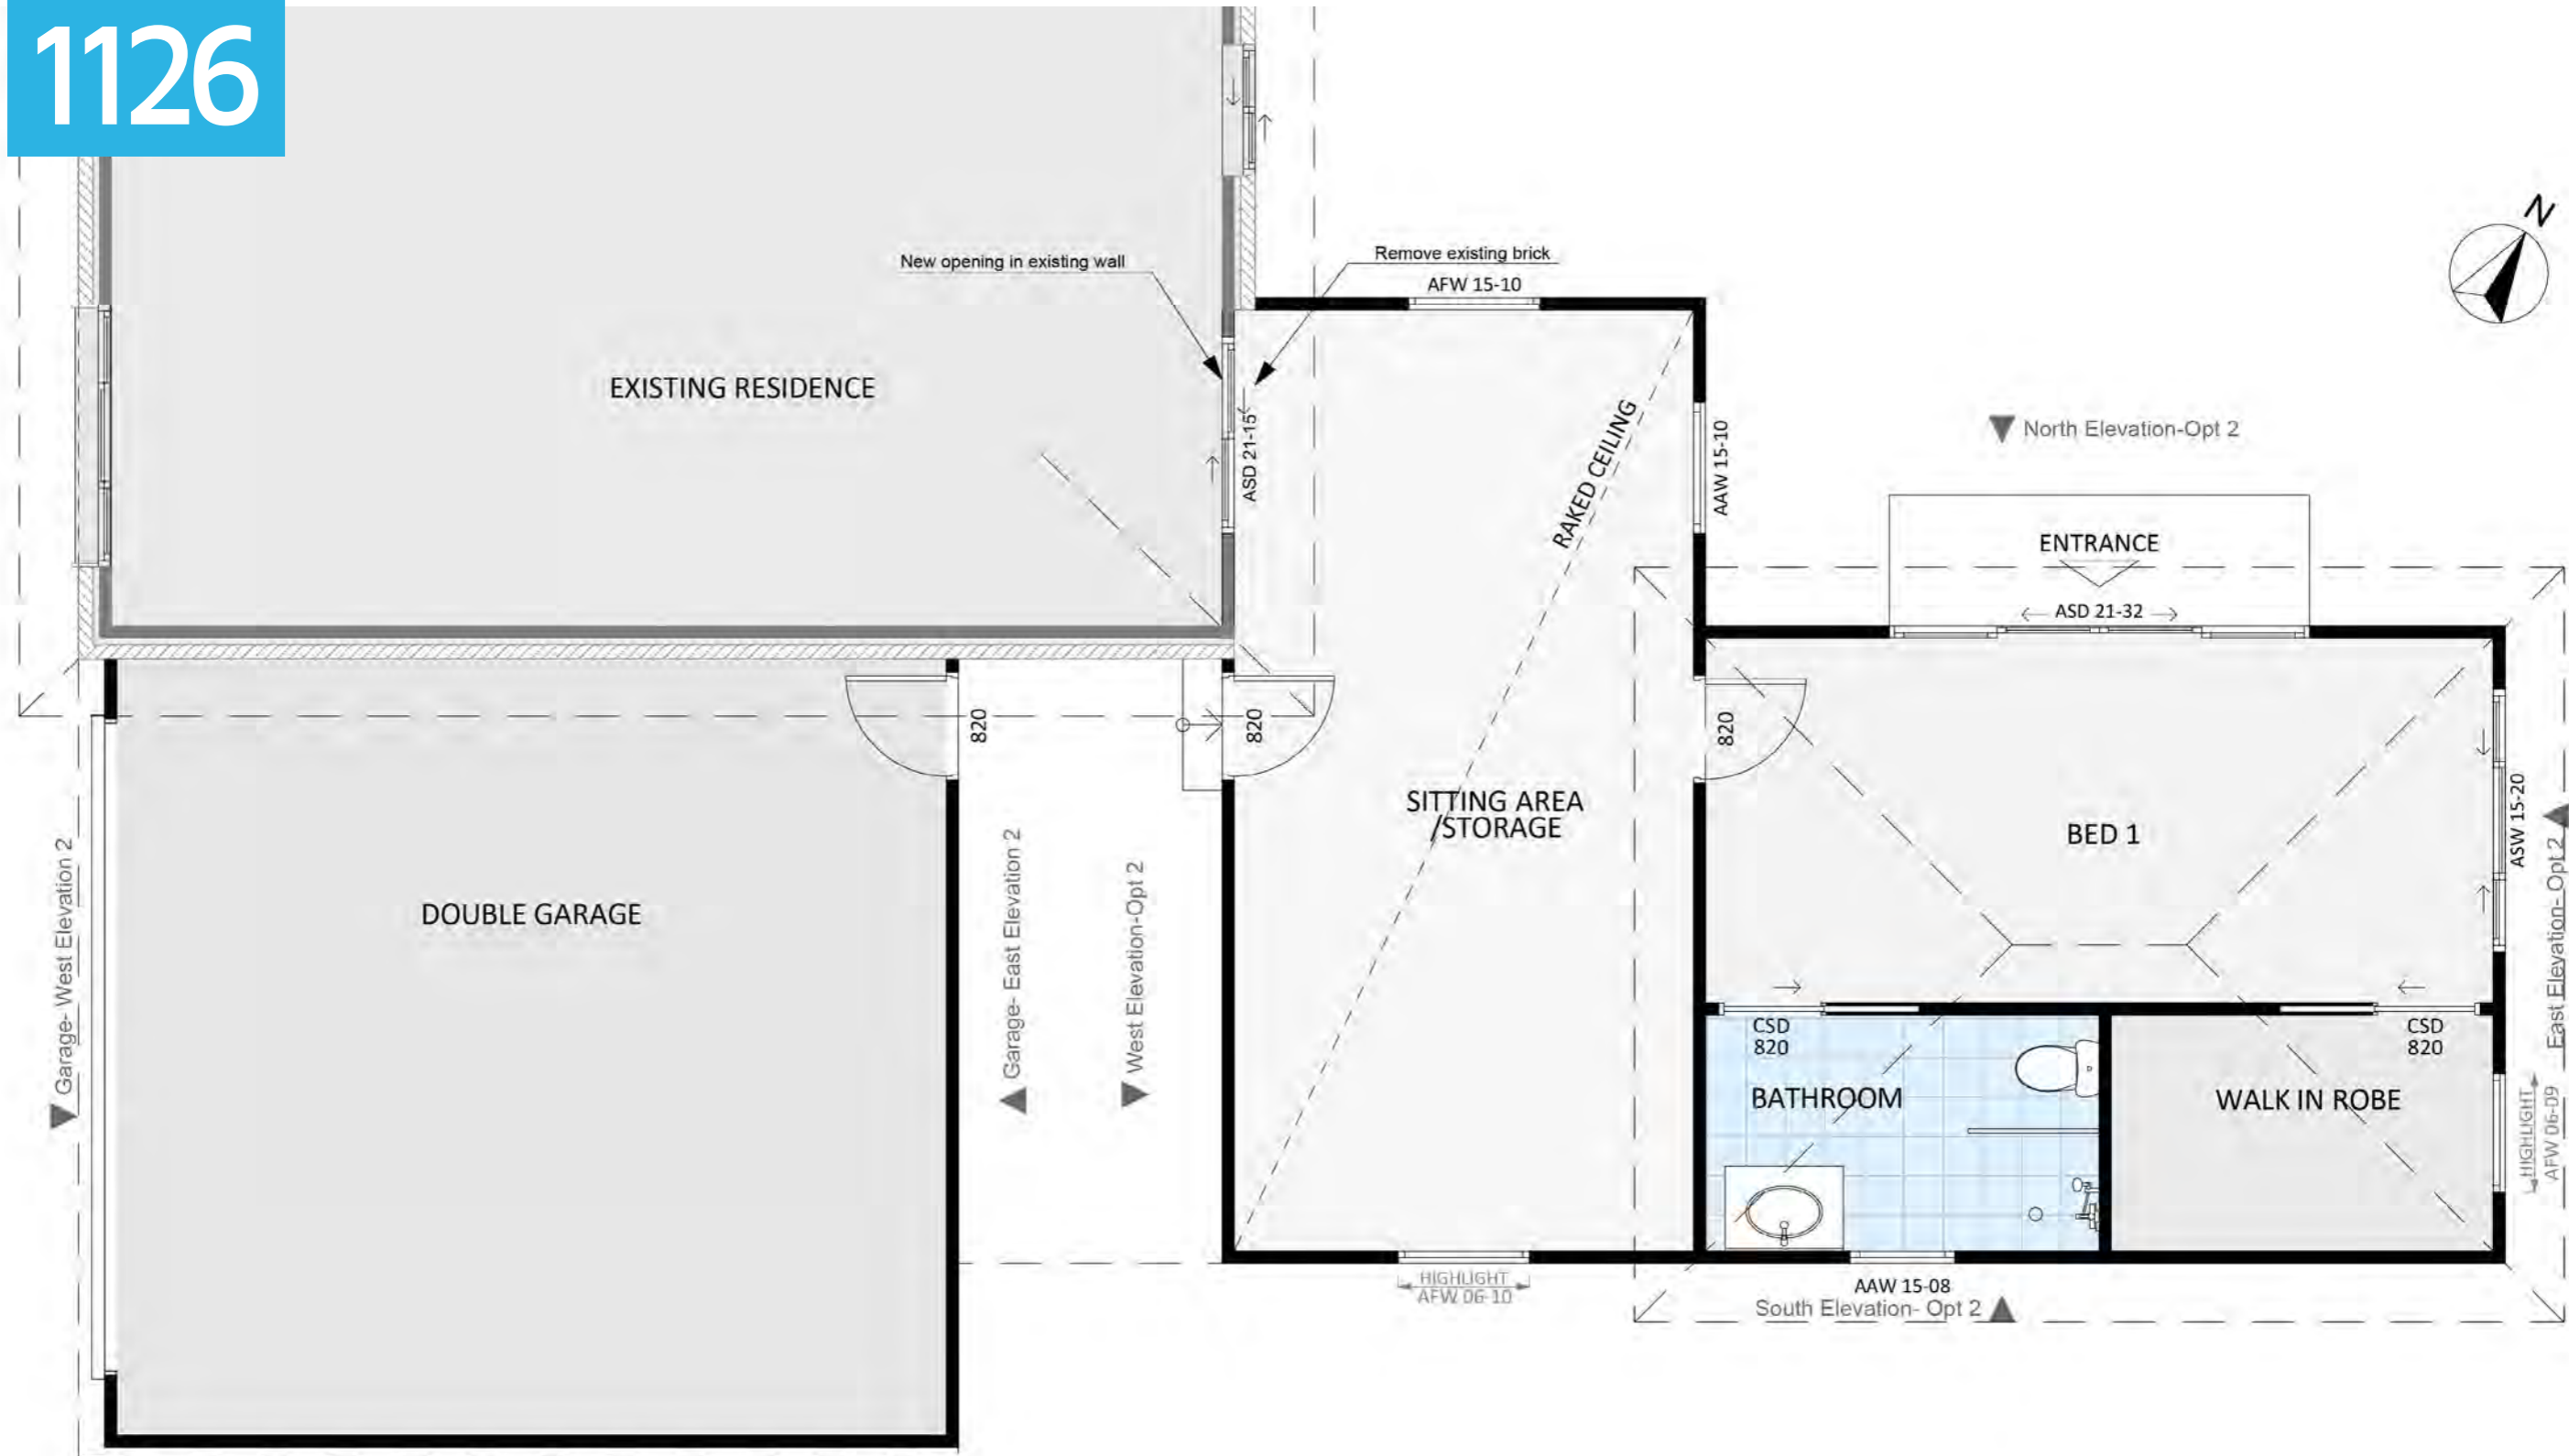 1126
N
New opening in existing wall
Remove existing brick
AFW 15-10
EXISTING RESIDENCE
ASD 21-15
RAKED CEILING
AAW 15-10
North Elevation-Opt 2
ENTRANCE
ASD 21-32
820
820
820
SITTING AREA
/STORAGE
BED 1
ASW 15-20
East Elevation- Opt 2
Garage- West Elevation 2
DOUBLE GARAGE
Garage- East Elevation 2
West Elevation-Opt 2
CSD
820
CSD
820
BATHROOM
WALK IN ROBE
HIGHLIGHT
AFW 06-09
HIGHLIGHT
AFW 06-10
AAW 15-08
South Elevation- Opt 2